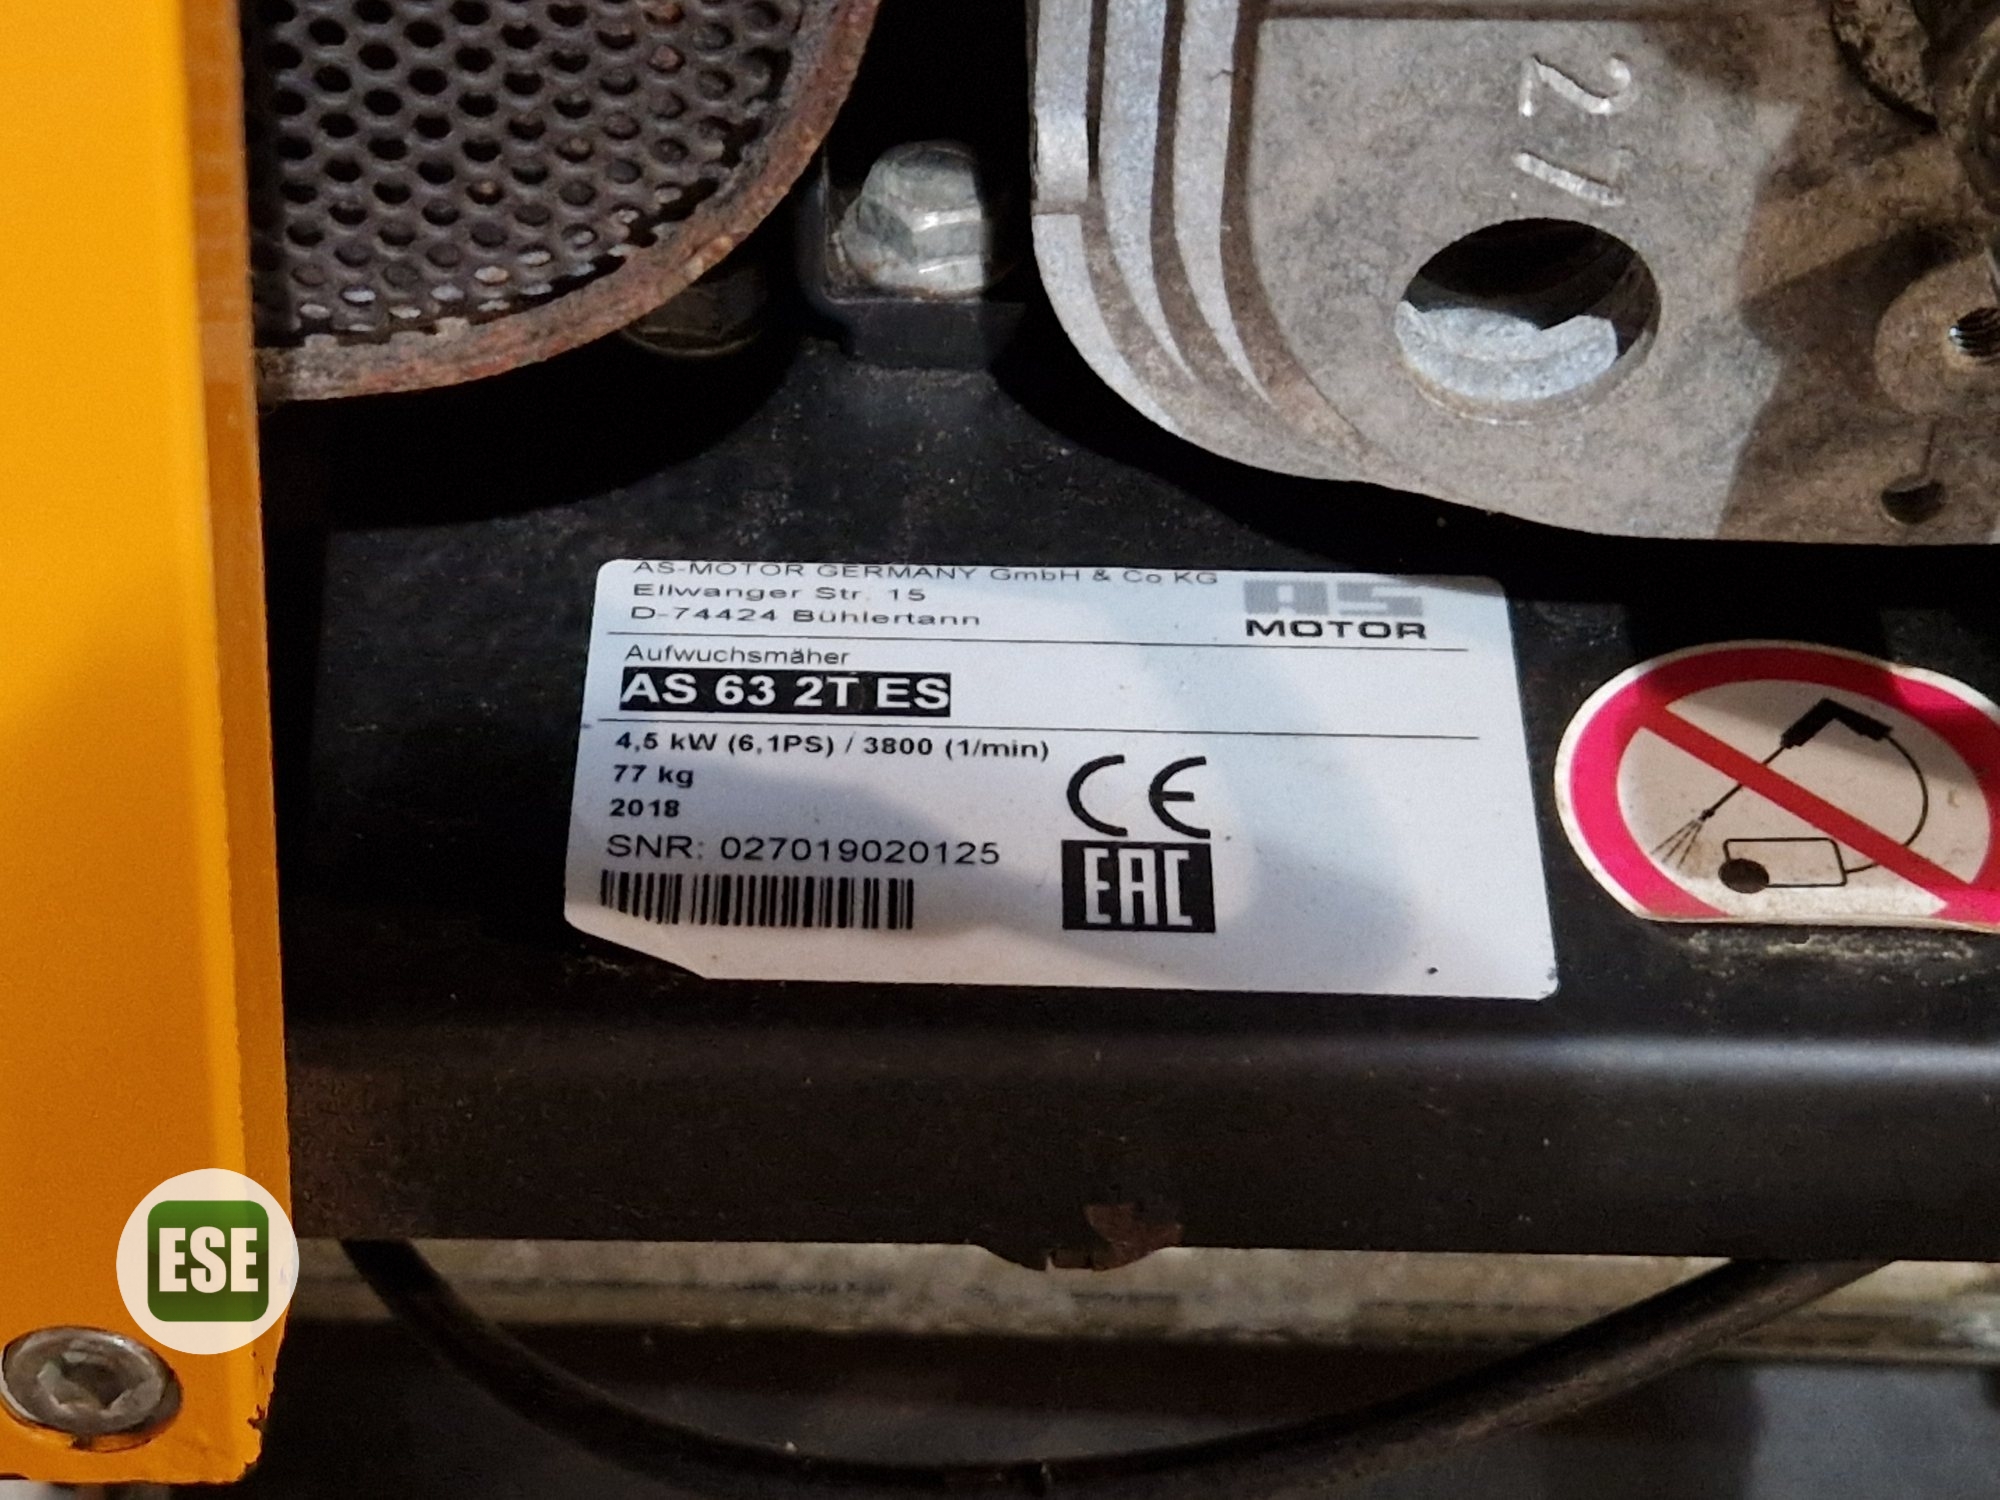 21
AS-MOTOR GERMANY GmbH & Co KG
Ellwanger Str. 15
D-74424 Bühlertann
AS
MOTOR
Aufwuchsmäher
AS 63 2T ES
4,5 kW (6,1PS) / 3800 (1/min)
77 kg
2018
SNR: 027019020125
CE
EAC
ESE